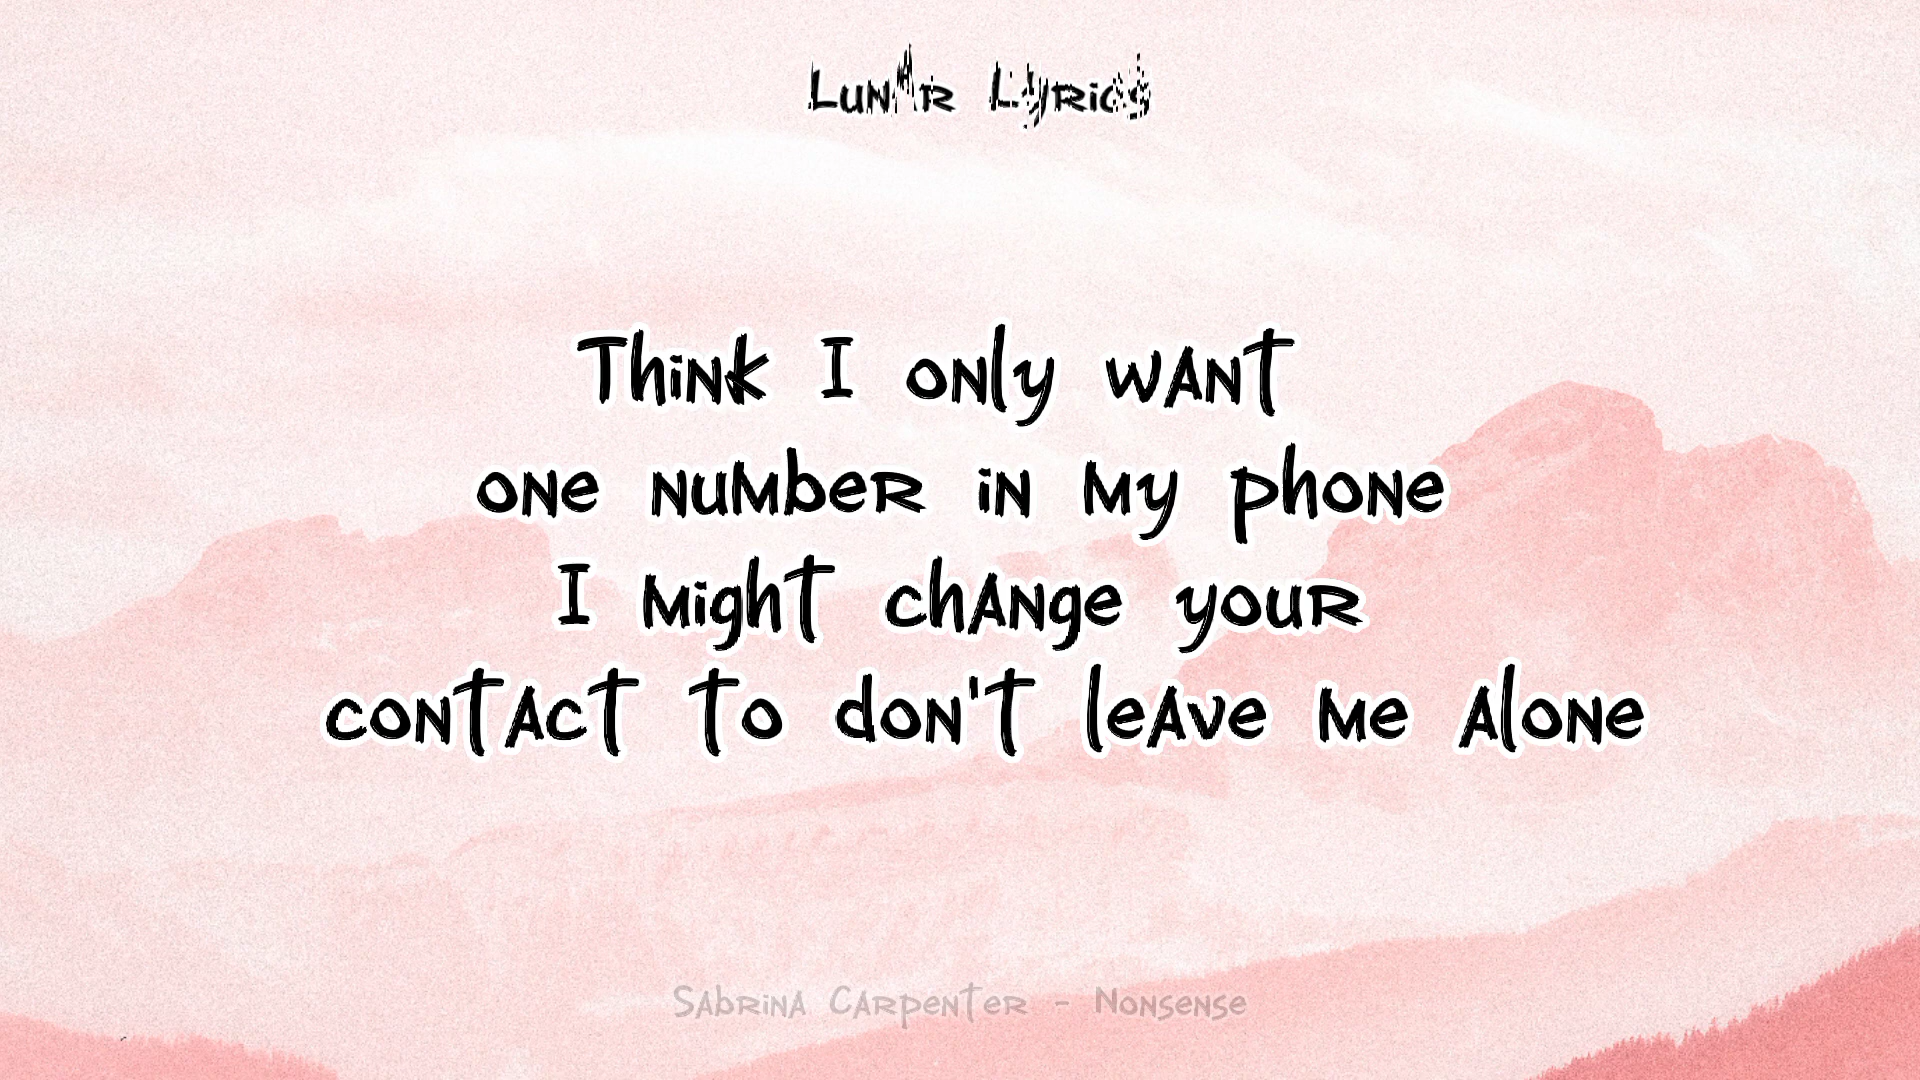 Lunar Lyrics
Think I only want
one number in my phone
I might change your
contact to don't leave me alone
Sabrina Carpenter - Nonsense